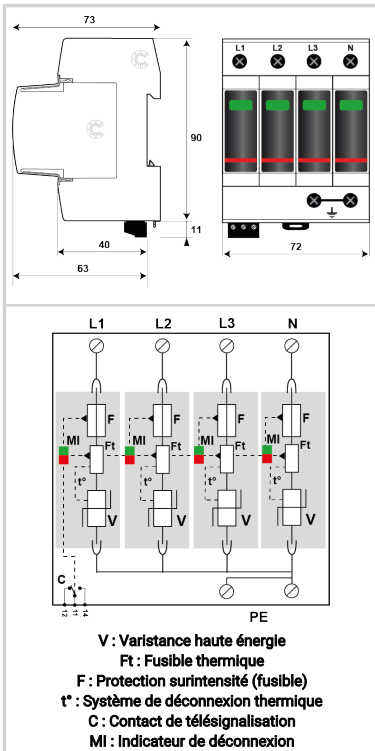 73
L1 L2 L3 N
90
11
40
63
72
L1 L2 L3 N
F F F F
MI Ft MI Ft MI Ft MI Ft
t° t° t° t°
V V V V
C
12 11 14
PE
V : Varistance haute énergie
Ft : Fusible thermique
F : Protection surintensité (fusible)
t° : Système de déconnexion thermique
C : Contact de télésignalisation
MI : Indicateur de déconnexion